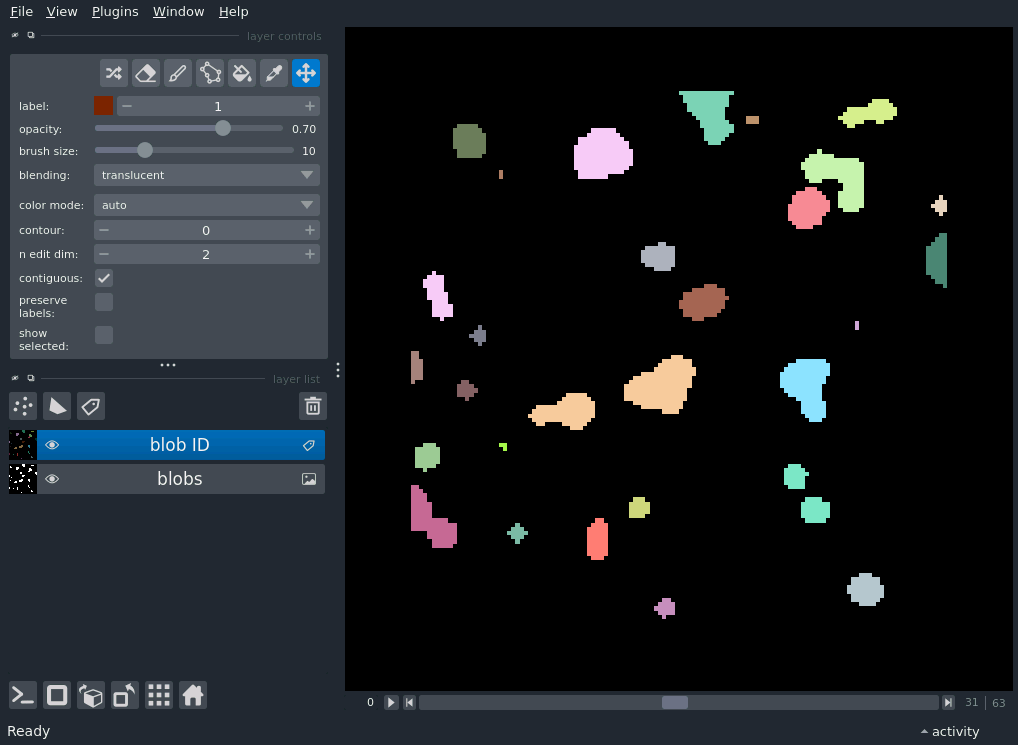 File View Plugins Window Help
layer controls
label: 1
opacity: 0.70
brush size: 10
blending: translucent
color mode: auto
contour: 0
n edit dim: 2
contiguous:
preserve
labels:
show
selected:
layer list
blob ID
blobs
0 31 | 63
Ready activity